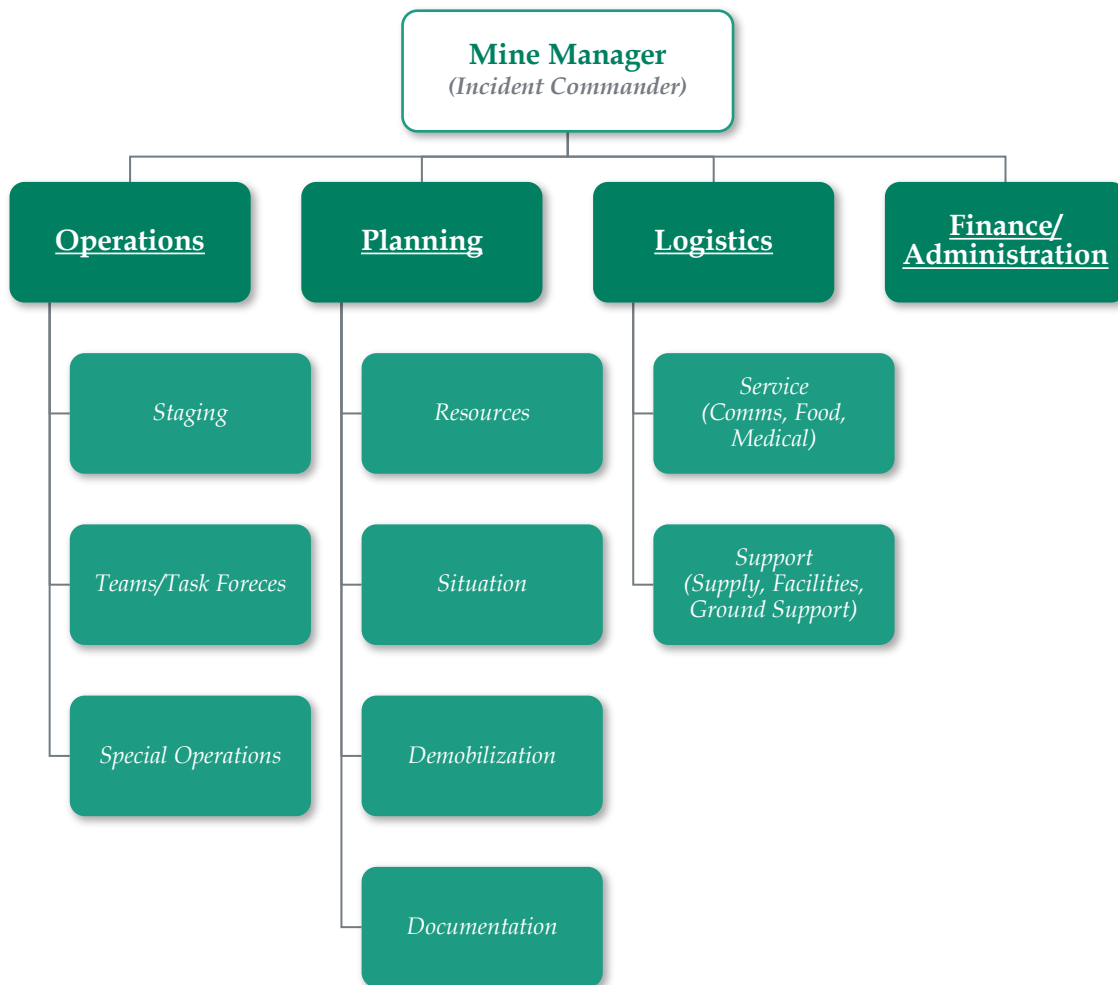 Mine Manager
(Incident Commander)
Operations
Planning
Logistics
Finance/
Administration
Staging
Resources
Service
(Comms, Food,
Medical)
Teams/Task Foreces
Situation
Support
(Supply, Facilities,
Ground Support)
Special Operations
Demobilization
Documentation